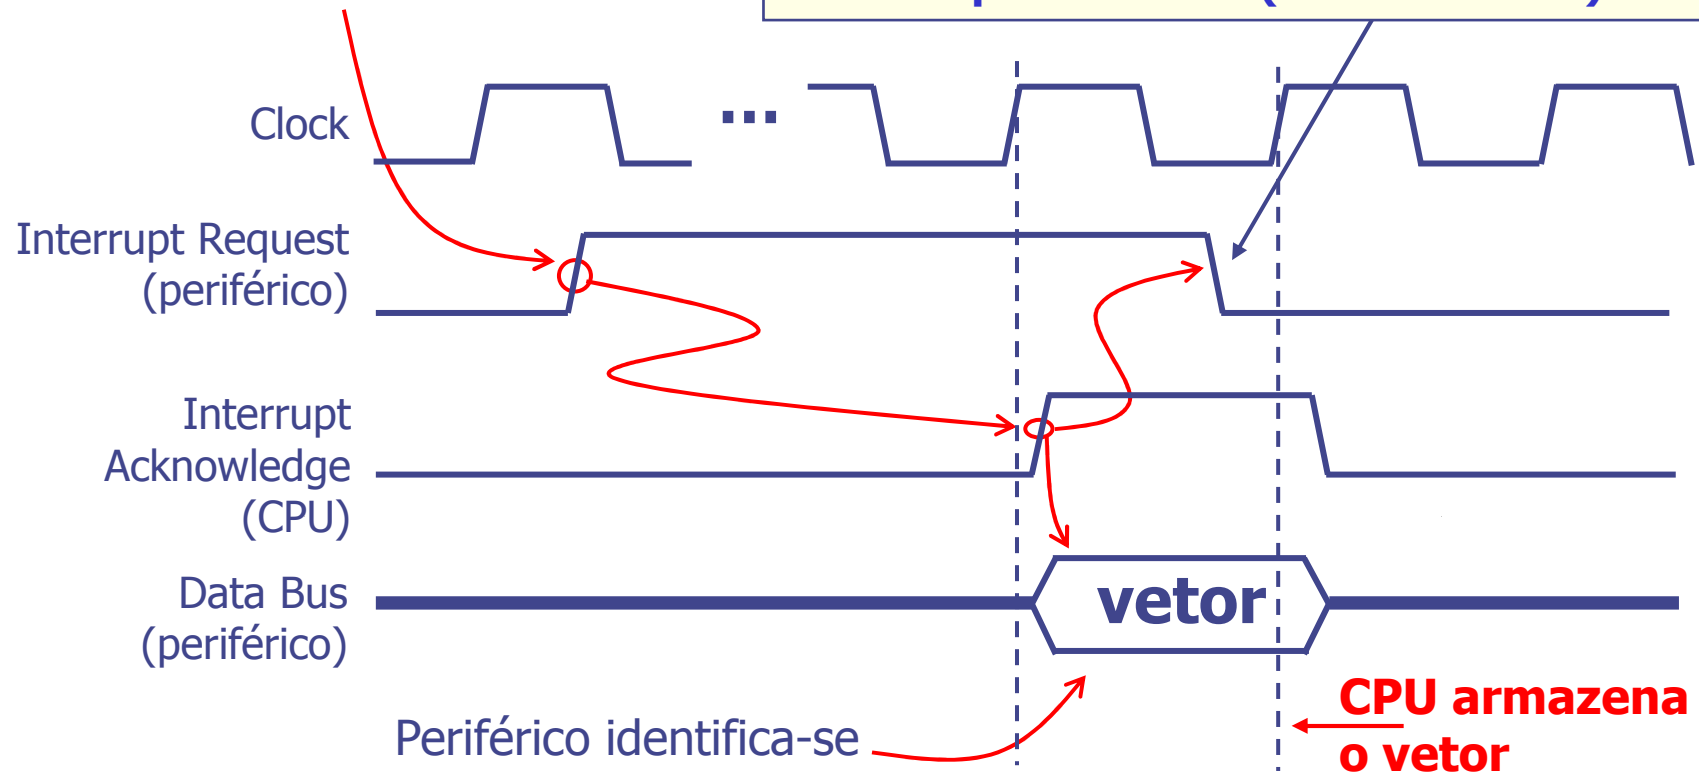 Clock
...
Interrupt Request
(periférico)
Interrupt
Acknowledge
(CPU)
Data Bus
(periférico)
vetor
Periférico identifica-se
CPU armazena
o vetor